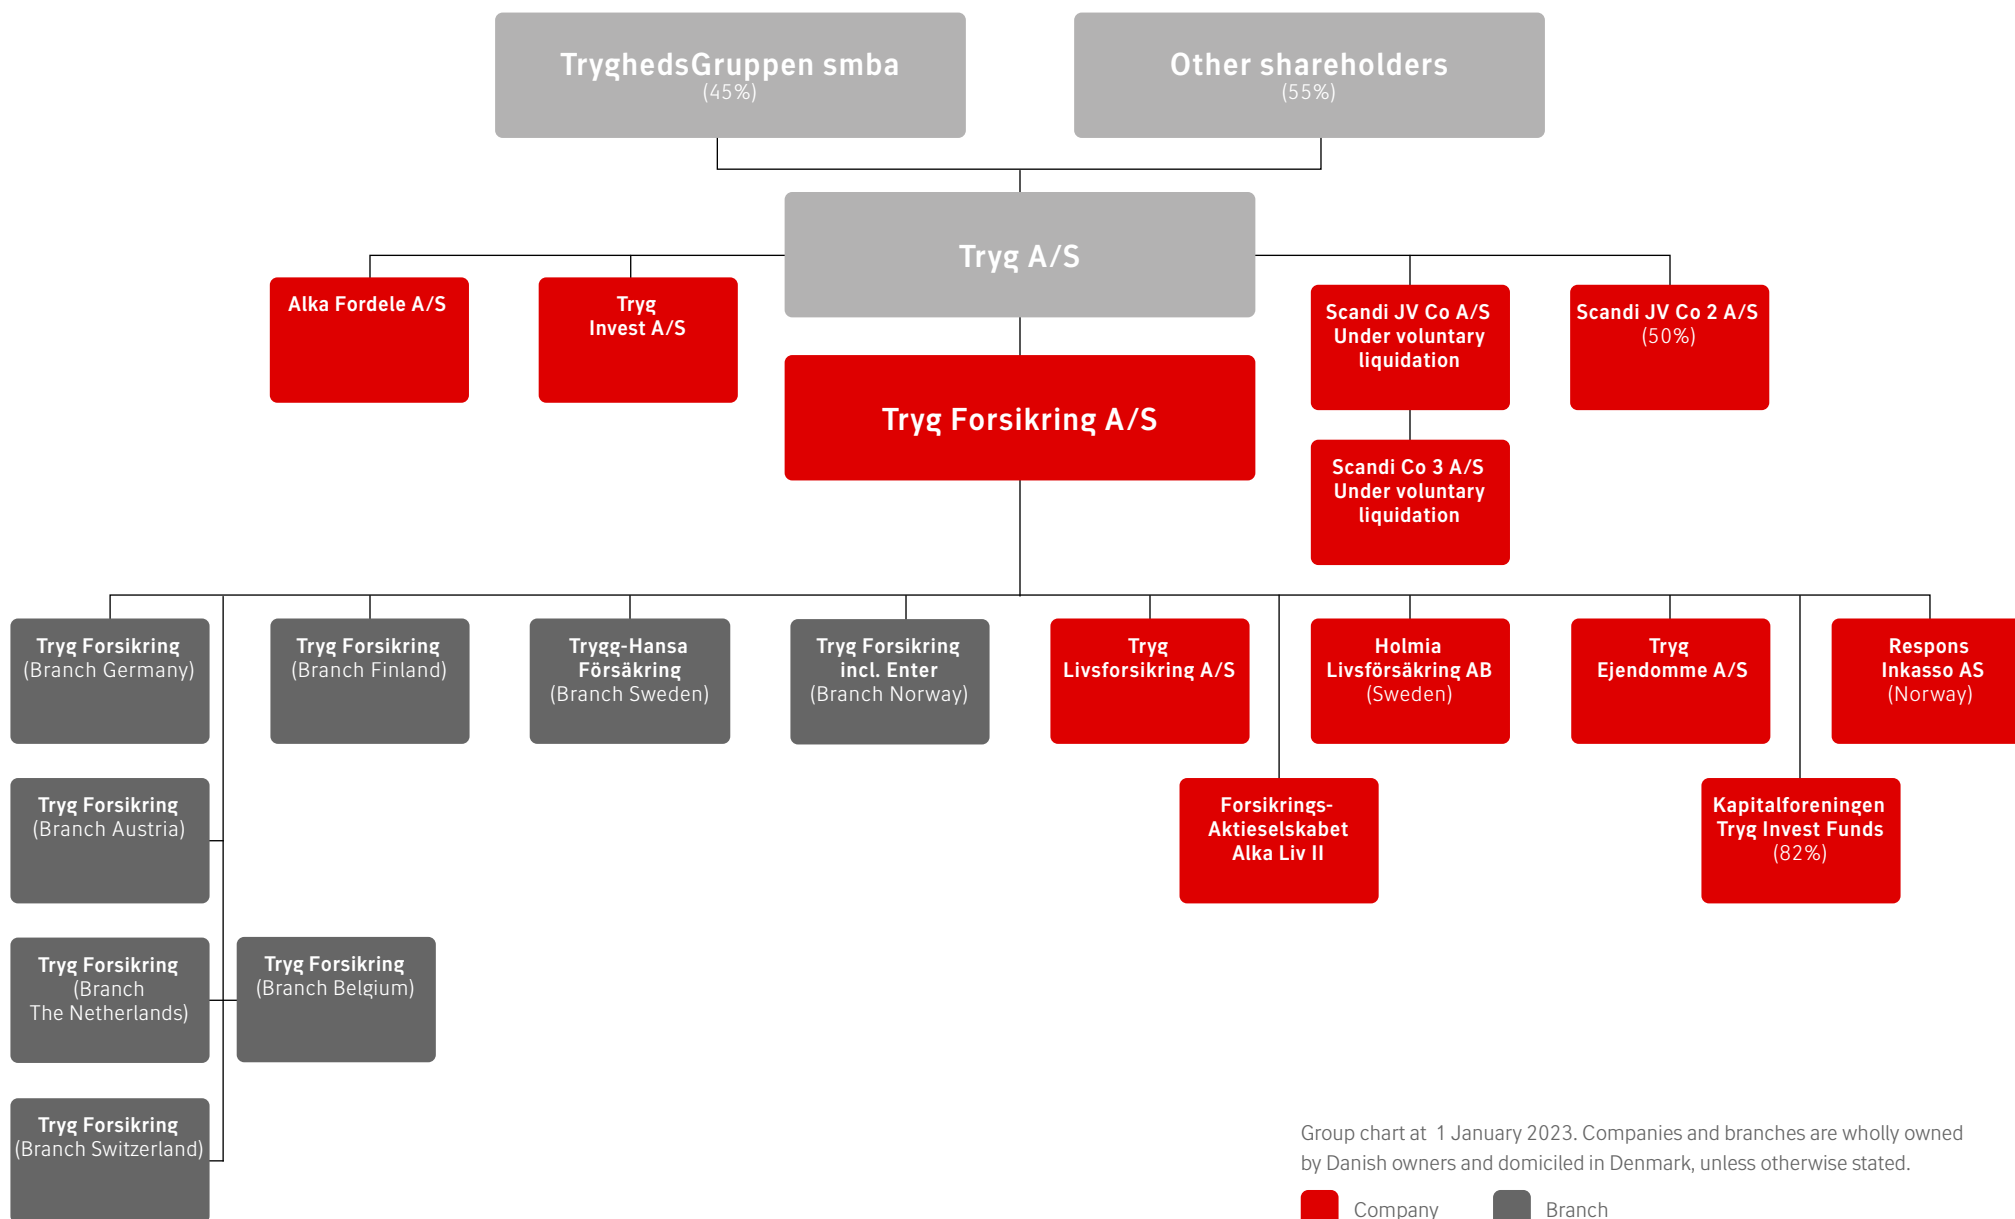 TryghedsGruppen smba
(45%)
Other shareholders
(55%)
Tryg A/S
Alka Fordele A/S
Tryg
Invest A/S
Scandi JV Co A/S
Under voluntary
liquidation
Scandi JV Co 2 A/S
(50%)
Tryg Forsikring A/S
Scandi Co 3 A/S
Under voluntary
liquidation
Tryg Forsikring
(Branch Germany)
Tryg Forsikring
(Branch Finland)
Trygg-Hansa
Försäkring
(Branch Sweden)
Tryg Forsikring
incl. Enter
(Branch Norway)
Tryg
Livsforsikring A/S
Holmia
Livsförsäkring AB
(Sweden)
Tryg
Ejendomme A/S
Respons
Inkasso AS
(Norway)
Tryg Forsikring
(Branch Austria)
Forsikrings-
Aktieselskabet
Alka Liv II
Kapitalforeningen
Tryg Invest Funds
(82%)
Tryg Forsikring
(Branch
The Netherlands)
Tryg Forsikring
(Branch Belgium)
Tryg Forsikring
(Branch Switzerland)
Group chart at 1 January 2023. Companies and branches are wholly owned
by Danish owners and domiciled in Denmark, unless otherwise stated.
Company
Branch